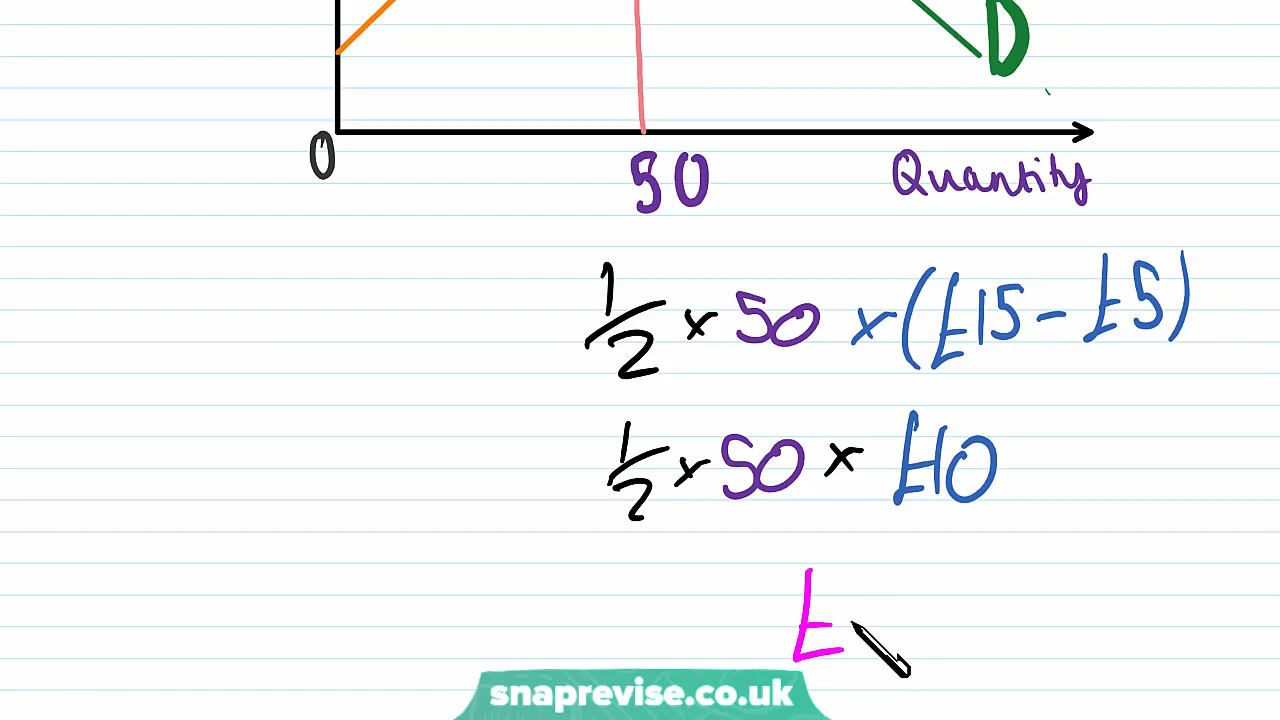 D
0
50 Quantity
1/2 × 50 × (£15 - £5)
1/2 × 50 × £10
£
snaprevise.co.uk